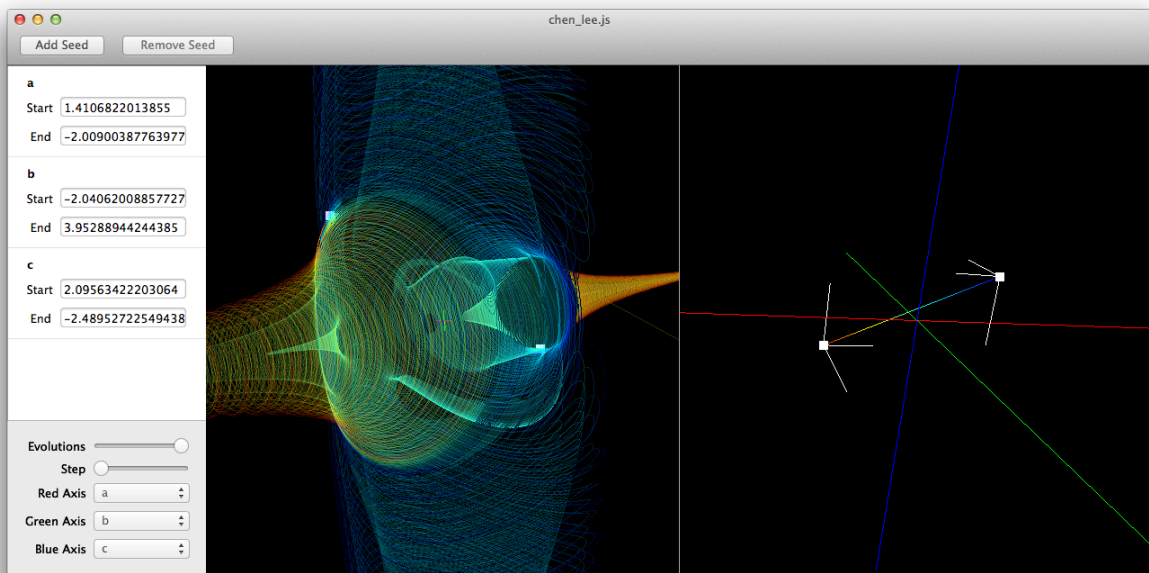 chen_lee.js
Add Seed
Remove Seed
a
Start 1.4106822013855
End -2.00900387763977
b
Start -2.04062008857727
End 3.95288944244385
c
Start 2.09563422203064
End -2.48952722549438
Evolutions
Step
Red Axis a
Green Axis b
Blue Axis c